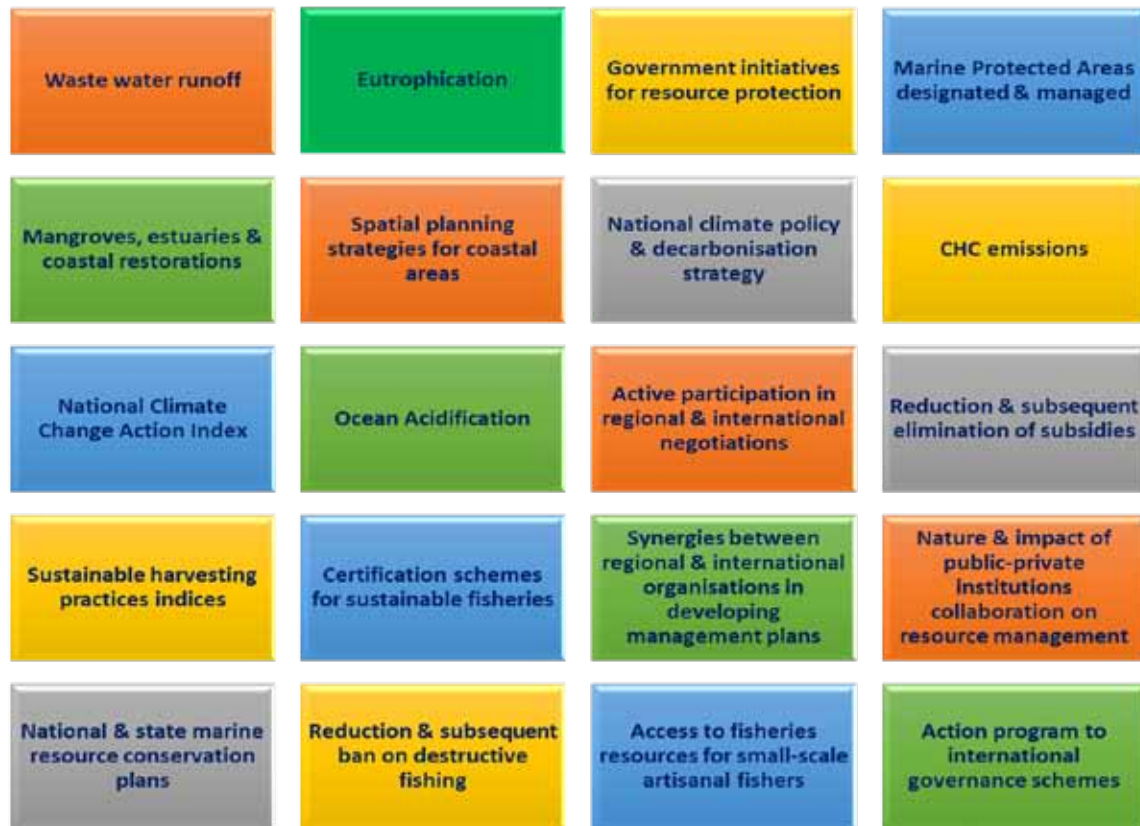 Waste water runoff
Eutrophication
Government initiatives
for resource protection
Marine Protected Areas
designated & managed
Mangroves, estuaries &
coastal restorations
Spatial planning
strategies for coastal
areas
National climate policy
& decarbonisation
strategy
CHC emissions
National Climate
Change Action Index
Ocean Acidification
Active participation in
regional & international
negotiations
Reduction & subsequent
elimination of subsidies
Sustainable harvesting
practices indices
Certification schemes
for sustainable fisheries
Synergies between
regional & international
organisations in
developing
management plans
Nature & impact of
public-private
institutions
collaboration on
resource management
National & state marine
resource conservation
plans
Reduction & subsequent
ban on destructive
fishing
Access to fisheries
resources for small-scale
artisanal fishers
Action program to
international
governance schemes